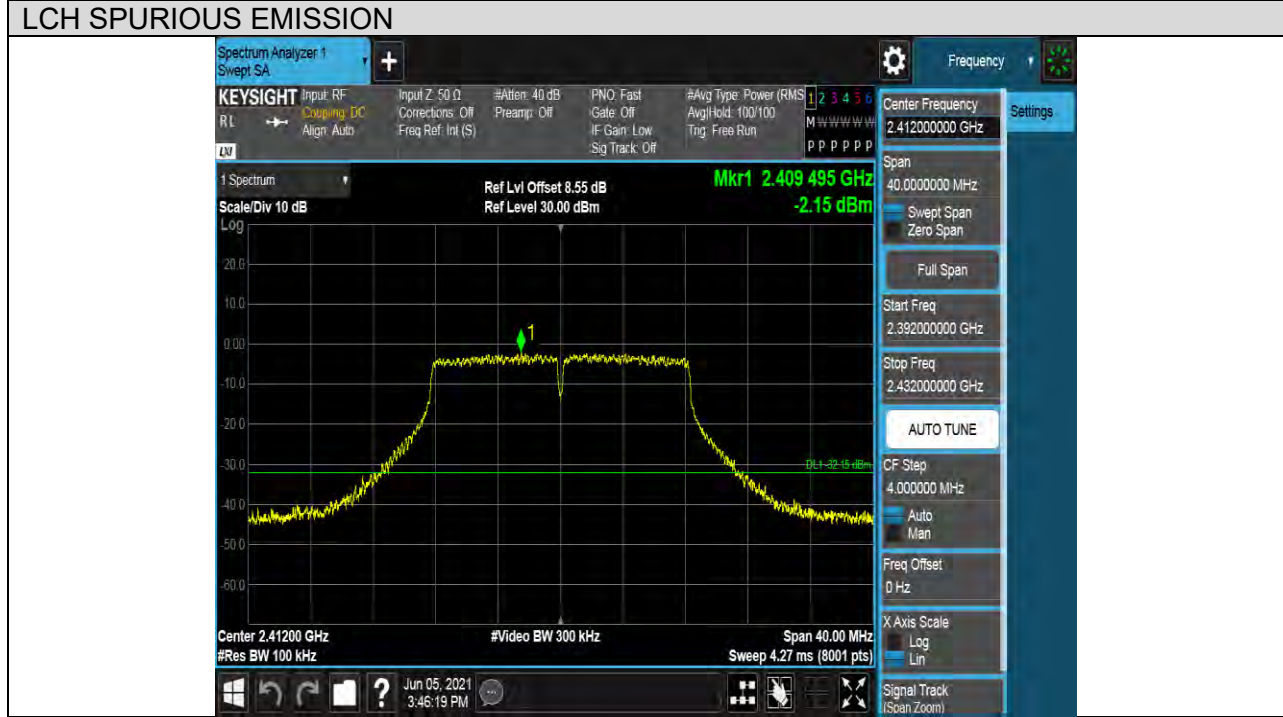 LCH SPURIOUS EMISSION
Spectrum Analyzer 1
Swept SA
+
Frequency
KEYSIGHT
RL
LXI
Input: RF
Coupling: DC
Align: Auto
Input Z: 50 Ω
Corrections: Off
Freq Ref: Int (S)
#Atten: 40 dB
Preamp: Off
PNO: Fast
Gate: Off
IF Gain: Low
Sig Track: Off
#Avg Type: Power (RMS
Avg|Hold: 100/100
Trig: Free Run
1 2 3 4 5 6
M W W W W W
P P P P P P
1 Spectrum
Scale/Div 10 dB
Log
Ref Lvl Offset 8.55 dB
Ref Level 30.00 dBm
Mkr1 2.409 495 GHz
-2.15 dBm
20.0
10.0
0.00
-10.0
-20.0
-30.0
-40.0
-50.0
-60.0
1
DL1 -32.15 dBm
Center 2.41200 GHz
#Res BW 100 kHz
#Video BW 300 kHz
Span 40.00 MHz
Sweep 4.27 ms (8001 pts)
Jun 05, 2021
3:46:19 PM
?
Center Frequency
2.412000000 GHz
Settings
Span
40.0000000 MHz
Swept Span
Zero Span
Full Span
Start Freq
2.392000000 GHz
Stop Freq
2.432000000 GHz
AUTO TUNE
CF Step
4.000000 MHz
Auto
Man
Freq Offset
0 Hz
X Axis Scale
Log
Lin
Signal Track
(Span Zoom)